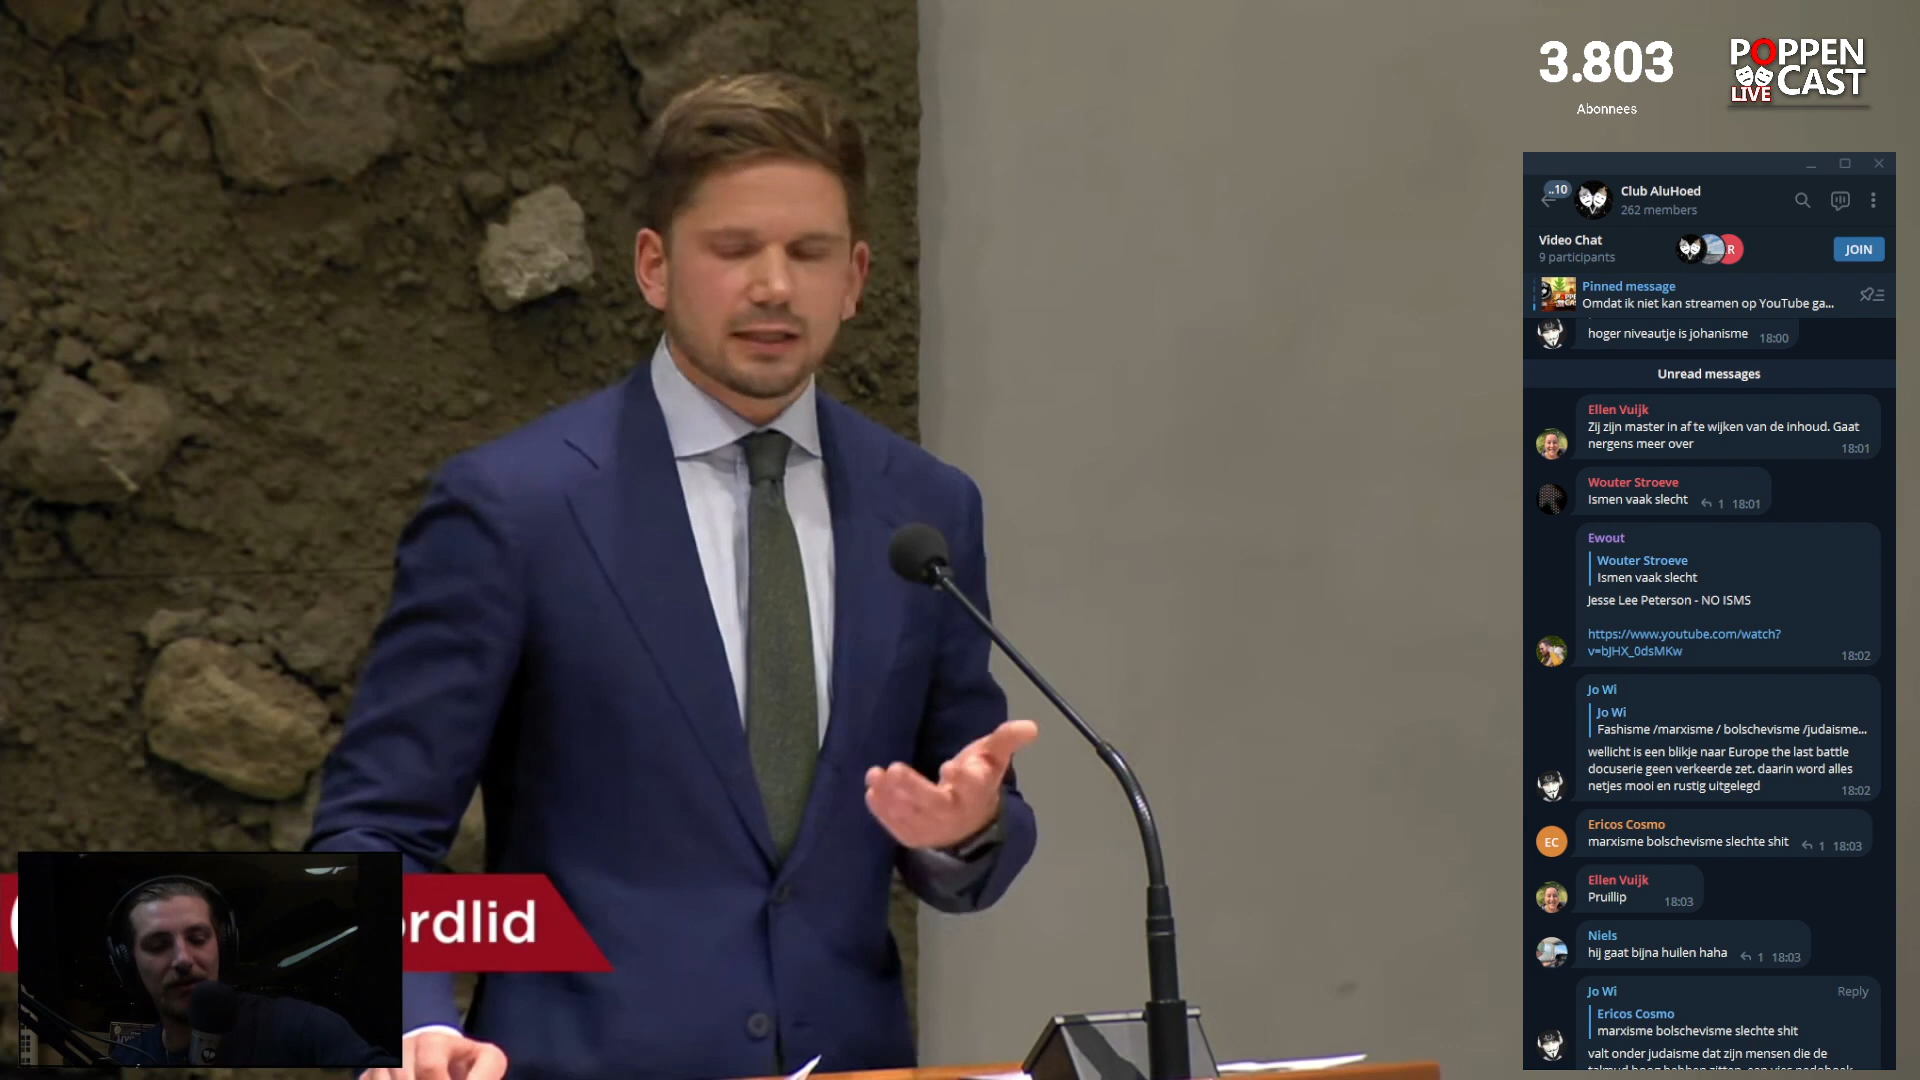 3.803
Abonnees
POPPEN
LIVE CAST
..10
Club AluHoed
262 members
Video Chat
9 participants
R
JOIN
Pinned message
Omdat ik niet kan streamen op YouTube ga...
hoger niveautje is johanisme 18:00
Unread messages
Ellen Vuijk
Zij zijn master in af te wijken van de inhoud. Gaat
nergens meer over
18:01
Wouter Stroeve
Ismen vaak slecht 1 18:01
Ewout
Wouter Stroeve
Ismen vaak slecht
Jesse Lee Peterson - NO ISMS
https://www.youtube.com/watch?
v=bJHX_0dsMKw
18:02
Jo Wi
Jo Wi
Fashisme /marxisme / bolschevisme /judaisme...
wellicht is een blikje naar Europe the last battle
docuserie geen verkeerde zet. daarin word alles
netjes mooi en rustig uitgelegd
18:02
EC
Ericos Cosmo
marxisme bolschevisme slechte shit 1 18:03
Ellen Vuijk
Pruillip 18:03
Niels
hij gaat bijna huilen haha 1 18:03
Jo Wi Reply
Ericos Cosmo
marxisme bolschevisme slechte shit
valt onder judaisme dat zijn mensen die de
rdlid